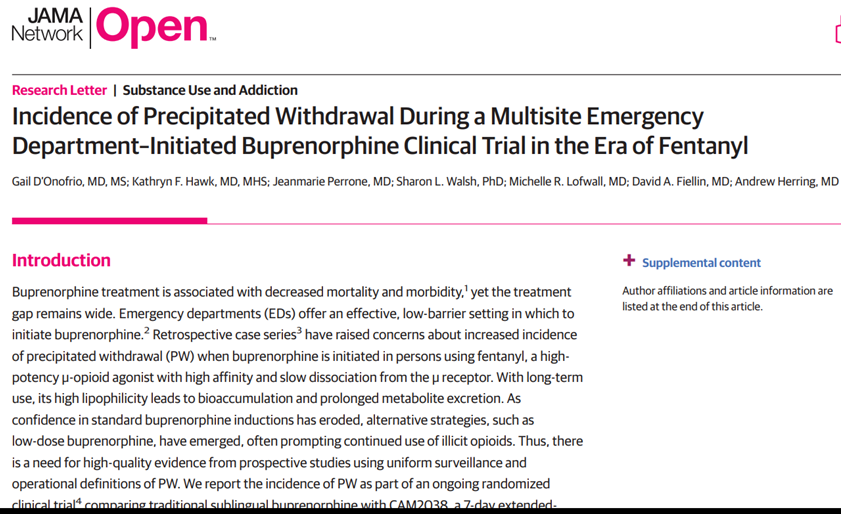 JAMA
Network | Open™
Research Letter | Substance Use and Addiction
Incidence of Precipitated Withdrawal During a Multisite Emergency
Department–Initiated Buprenorphine Clinical Trial in the Era of Fentanyl
Gail D'Onofrio, MD, MS; Kathryn F. Hawk, MD, MHS; Jeanmarie Perrone, MD; Sharon L. Walsh, PhD; Michelle R. Lofwall, MD; David A. Fiellin, MD; Andrew Herring, MD
Introduction
Buprenorphine treatment is associated with decreased mortality and morbidity,1 yet the treatment
gap remains wide. Emergency departments (EDs) offer an effective, low-barrier setting in which to
initiate buprenorphine.2 Retrospective case series3 have raised concerns about increased incidence
of precipitated withdrawal (PW) when buprenorphine is initiated in persons using fentanyl, a high-
potency μ-opioid agonist with high affinity and slow dissociation from the μ receptor. With long-term
use, its high lipophilicity leads to bioaccumulation and prolonged metabolite excretion. As
confidence in standard buprenorphine inductions has eroded, alternative strategies, such as
low-dose buprenorphine, have emerged, often prompting continued use of illicit opioids. Thus, there
is a need for high-quality evidence from prospective studies using uniform surveillance and
operational definitions of PW. We report the incidence of PW as part of an ongoing randomized
clinical trial4 comparing traditional sublingual buprenorphine with CAM2038, a 7-day extended-
+ Supplemental content
Author affiliations and article information are
listed at the end of this article.